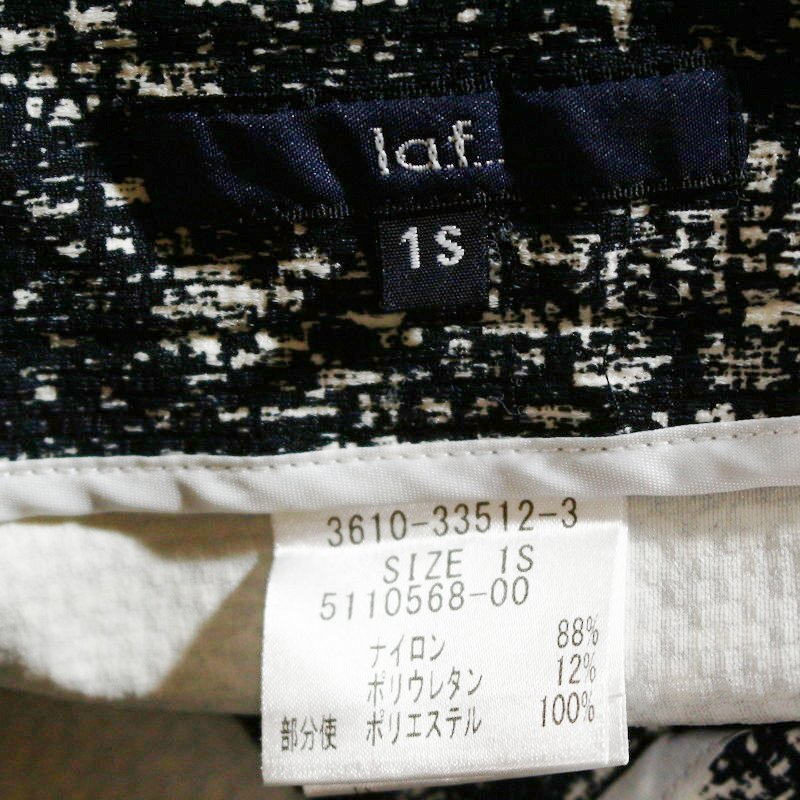 l.a.f...
1S
3610-33512-3
SIZE 1S
5110568-00
ナイロン 88%
ポリウレタン 12%
部分使 ポリエステル 100%